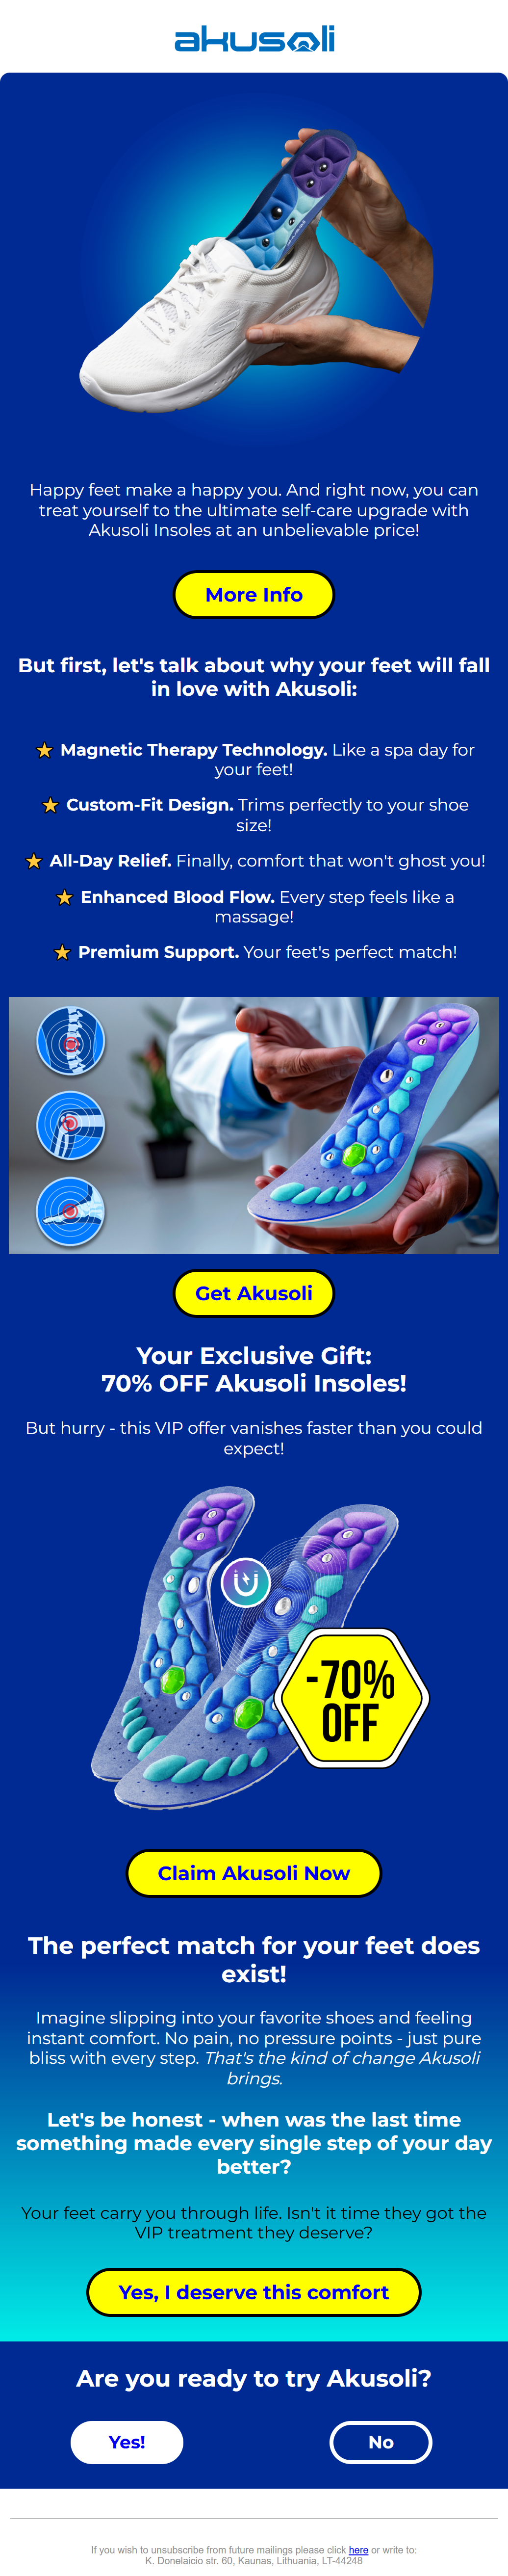 akusoli
Happy feet make a happy you. And right now, you can
treat yourself to the ultimate self-care upgrade with
Akusoli Insoles at an unbelievable price!
More Info
But first, let's talk about why your feet will fall
in love with Akusoli:
Magnetic Therapy Technology. Like a spa day for
your feet!
Custom-Fit Design. Trims perfectly to your shoe
size!
All-Day Relief. Finally, comfort that won't ghost you!
Enhanced Blood Flow. Every step feels like a
massage!
Premium Support. Your feet's perfect match!
Get Akusoli
Your Exclusive Gift:
70% OFF Akusoli Insoles!
But hurry - this VIP offer vanishes faster than you could
expect!
-70%
OFF
Claim Akusoli Now
The perfect match for your feet does
exist!
Imagine slipping into your favorite shoes and feeling
instant comfort. No pain, no pressure points - just pure
bliss with every step. That's the kind of change Akusoli
brings.
Let's be honest - when was the last time
something made every single step of your day
better?
Your feet carry you through life. Isn't it time they got the
VIP treatment they deserve?
Yes, I deserve this comfort
Are you ready to try Akusoli?
Yes!
No
If you wish to unsubscribe from future mailings please click here or write to:
K. Donelaicio str. 60, Kaunas, Lithuania, LT-44248